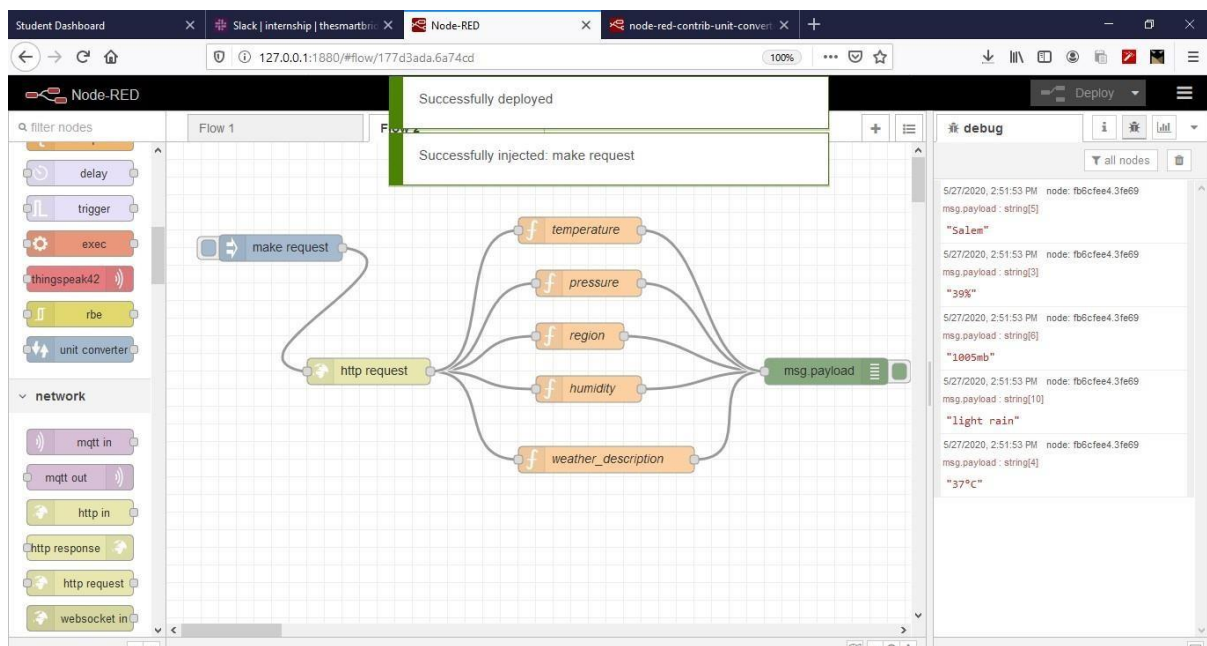 Student Dashboard
Slack | internship | thesmartbric
Node-RED
node-red-contrib-unit-convert
127.0.0.1:1880/#flow/177d3ada.6a74cd
100%
Node-RED
Deploy
Successfully deployed
Successfully injected: make request
filter nodes
delay
trigger
exec
thingspeak42
rbe
unit converter
network
mqtt in
mqtt out
http in
http response
http request
websocket in
Flow 1
Flow 2
make request
http request
temperature
pressure
region
humidity
weather_description
msg.payload
debug
all nodes
5/27/2020, 2:51:53 PM node: fb6cfee4.3fe69
msg.payload : string[5]
"Salem"
5/27/2020, 2:51:53 PM node: fb6cfee4.3fe69
msg.payload : string[3]
"39%"
5/27/2020, 2:51:53 PM node: fb6cfee4.3fe69
msg.payload : string[6]
"1005mb"
5/27/2020, 2:51:53 PM node: fb6cfee4.3fe69
msg.payload : string[10]
"light rain"
5/27/2020, 2:51:53 PM node: fb6cfee4.3fe69
msg.payload : string[4]
"37°C"